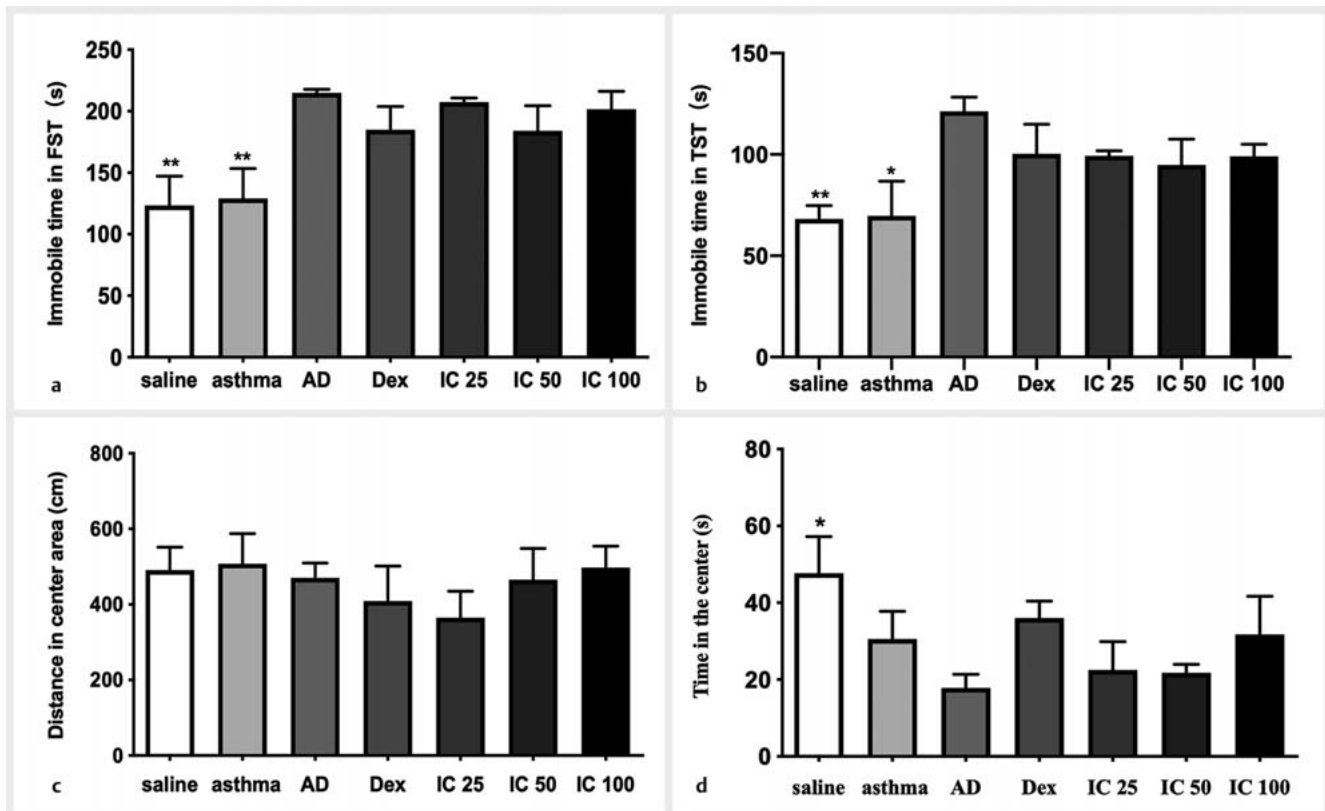 Immobile time in FST (s)
250
200
150
100
50
0
** **
saline asthma AD Dex IC 25 IC 50 IC 100
a
Immobile time in TST (s)
150
100
50
0
** *
saline asthma AD Dex IC 25 IC 50 IC 100
b
Distance in center area (cm)
800
600
400
200
0
saline asthma AD Dex IC 25 IC 50 IC 100
c
Time in the center (s)
80
60
40
20
0
*
saline asthma AD Dex IC 25 IC 50 IC 100
d